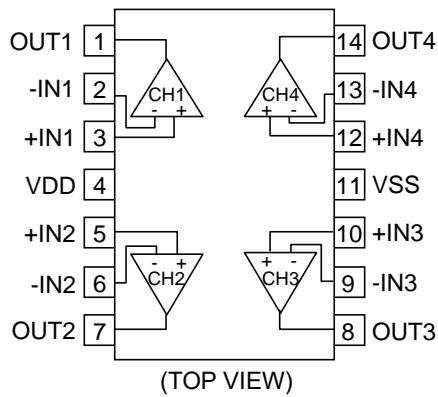 OUT1 1 14 OUT4
-IN1 2 CH1 CH4 13 -IN4
- + + -
+IN1 3 12 +IN4
VDD 4 11 VSS
+IN2 5 10 +IN3
- + + -
-IN2 6 CH2 CH3 9 -IN3
OUT2 7 8 OUT3
(TOP VIEW)